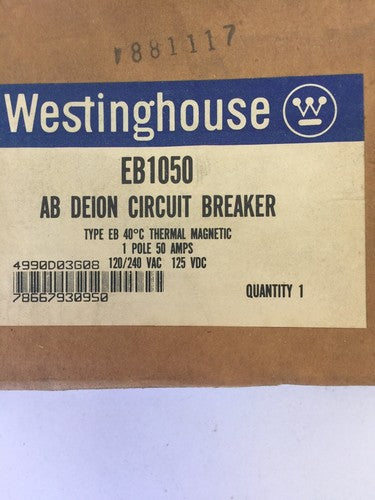 881117
Westinghouse W
EB1050
AB DEION CIRCUIT BREAKER
TYPE EB 40°C THERMAL MAGNETIC
1 POLE 50 AMPS
4990D03G08 120/240 VAC 125 VDC
78667930950 QUANTITY 1